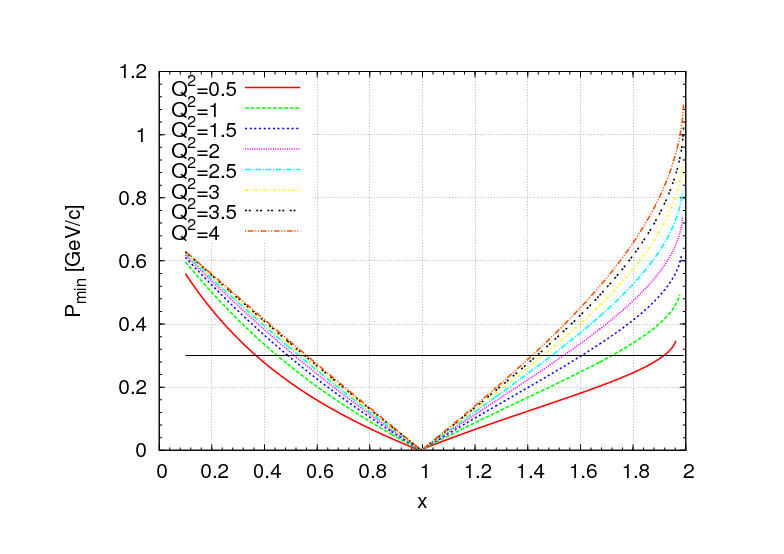 1.2
1
0.8
0.6
0.4
0.2
0
P_min [GeV/c]
Q^2=0.5
Q^2=1
Q^2=1.5
Q^2=2
Q^2=2.5
Q^2=3
Q^2=3.5
Q^2=4
0 0.2 0.4 0.6 0.8 1 1.2 1.4 1.6 1.8 2
x